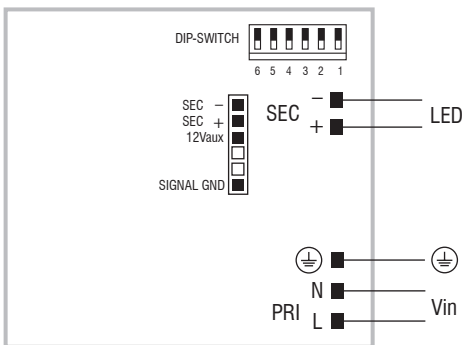 DIP-SWITCH
6 5 4 3 2 1
SEC −
SEC +
12Vaux
SIGNAL GND
SEC
−
+
LED
N
PRI L
Vin